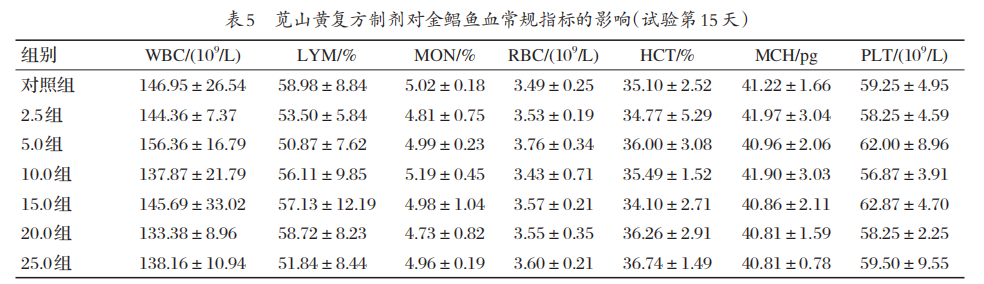 表5 苋山黄复方制剂对金鲳鱼血常规指标的影响(试验第15天)
组别 WBC/(10⁹/L) LYM/% MON/% RBC/(10⁹/L) HCT/% MCH/pg PLT/(10⁹/L)
对照组 146.95±26.54 58.98±8.84 5.02±0.18 3.49±0.25 35.10±2.52 41.22±1.66 59.25±4.95
2.5组 144.36±7.37 53.50±5.84 4.81±0.75 3.53±0.19 34.77±5.29 41.97±3.04 58.25±4.59
5.0组 156.36±16.79 50.87±7.62 4.99±0.23 3.76±0.34 36.00±3.08 40.96±2.06 62.00±8.96
10.0组 137.87±21.79 56.11±9.85 5.19±0.45 3.43±0.71 35.49±1.52 41.90±3.03 56.87±3.91
15.0组 145.69±33.02 57.13±12.19 4.98±1.04 3.57±0.21 34.10±2.71 40.86±2.11 62.87±4.70
20.0组 133.38±8.96 58.72±8.23 4.73±0.82 3.55±0.35 36.26±2.91 40.81±1.59 58.25±2.25
25.0组 138.16±10.94 51.84±8.44 4.96±0.19 3.60±0.21 36.74±1.49 40.81±0.78 59.50±9.55